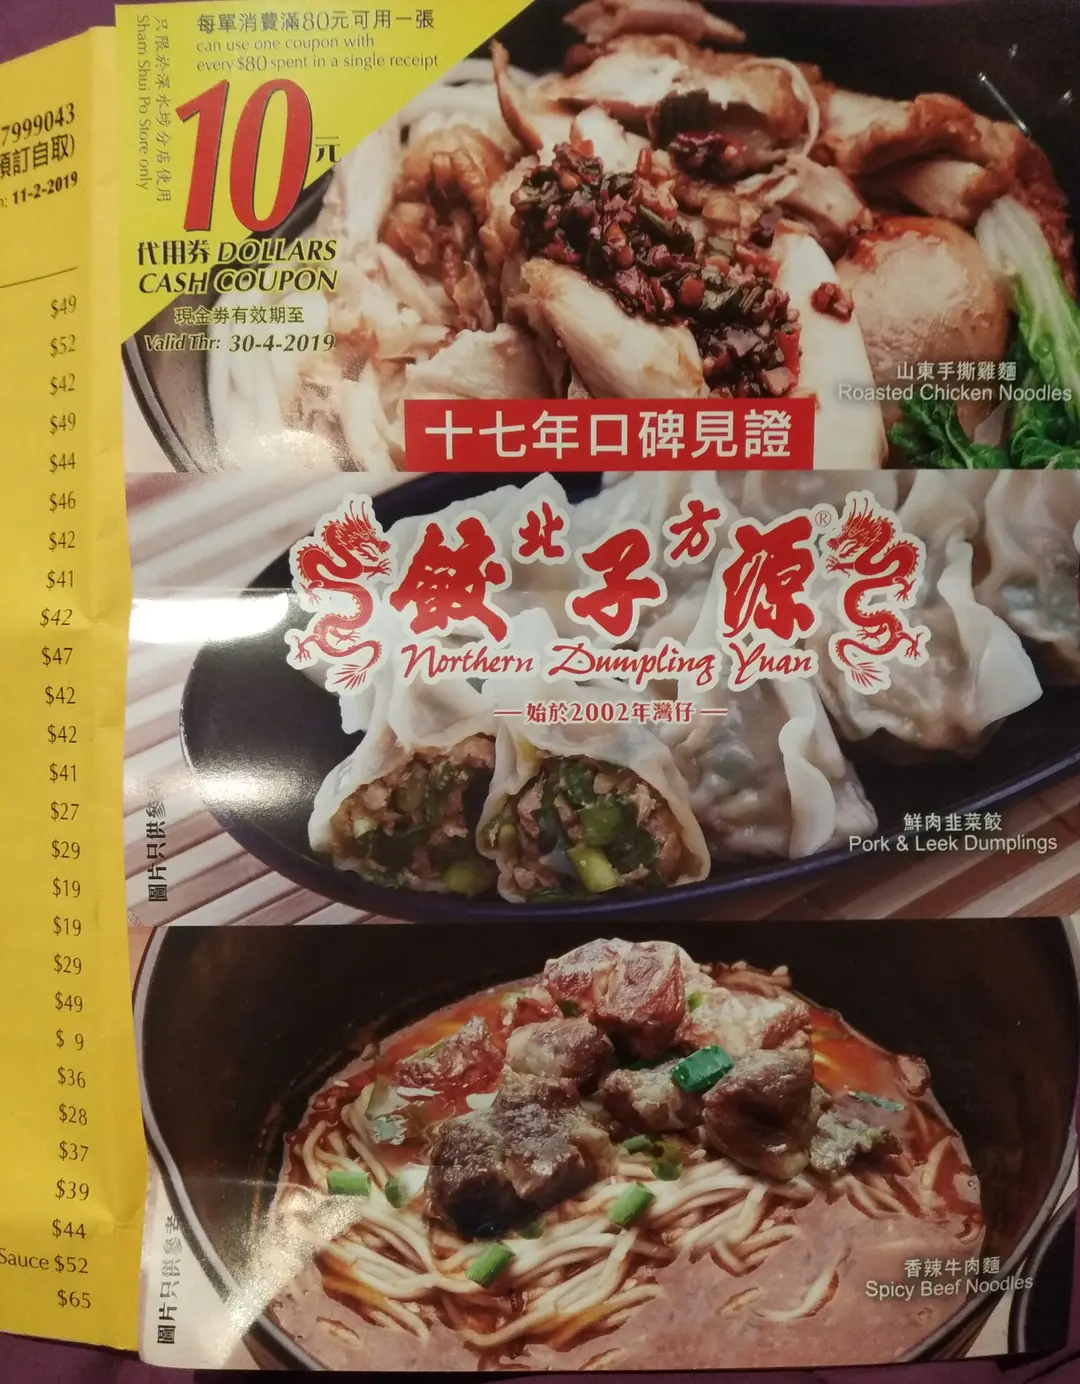 7999043
預訂自取)
11-2-2019
$49
$52
$42
$49
$44
$46
$42
$41
$42
$47
$42
$42
$41
$27
$29
$19
$19
$29
$49
$ 9
$36
$28
$37
$39
$44
Sauce $52
$65
只限於深水埗分店使用
Sham Shui Po Store only
每單消費滿80元可用一張
can use one coupon with
every $80 spent in a single receipt
10元
代用券 DOLLARS
CASH COUPON
現金券有效期至
Valid Thr: 30-4-2019
山東手撕雞麵
Roasted Chicken Noodles
十七年口碑見證
北方
餃子源®
Northern Dumpling Yuan
始於2002年灣仔
鮮肉韭菜餃
Pork & Leek Dumplings
圖片只供參
香辣牛肉麵
Spicy Beef Noodles
圖片只供參考